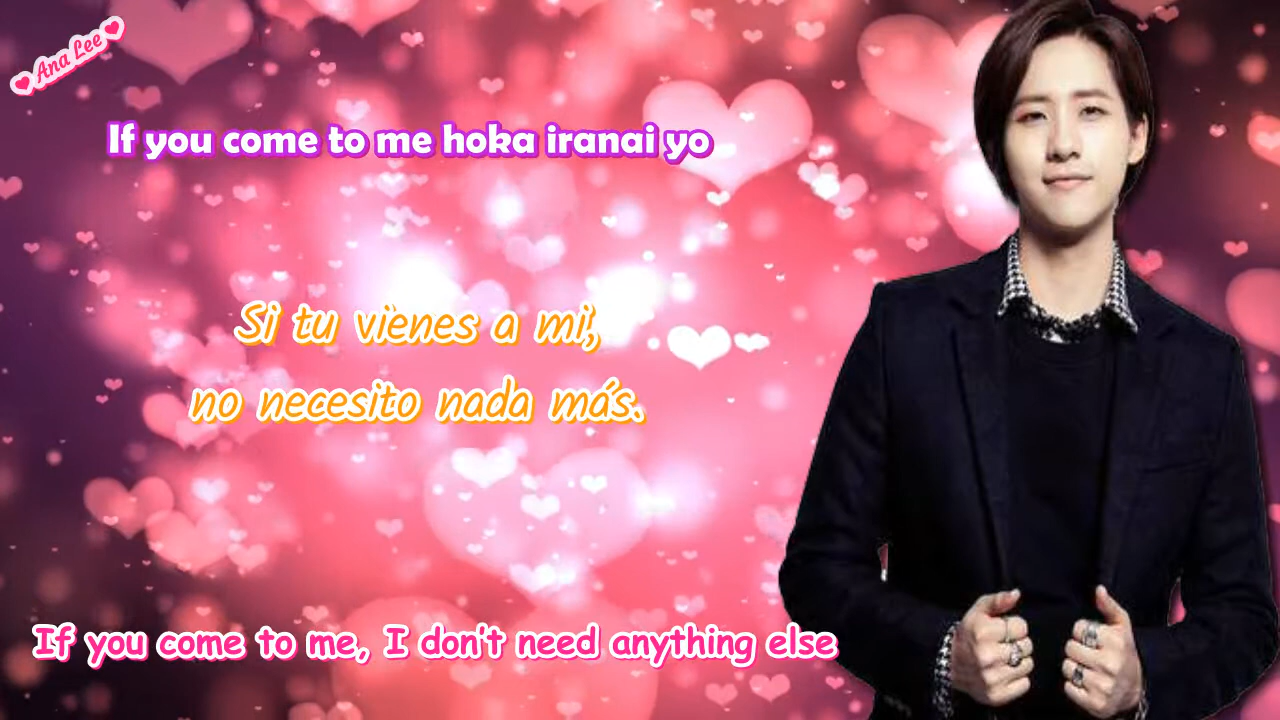 Ana Lee
If you come to me hoka iranai yo
Si tu vienes a mi,
no necesito nada más.
If you come to me, I don't need anything else